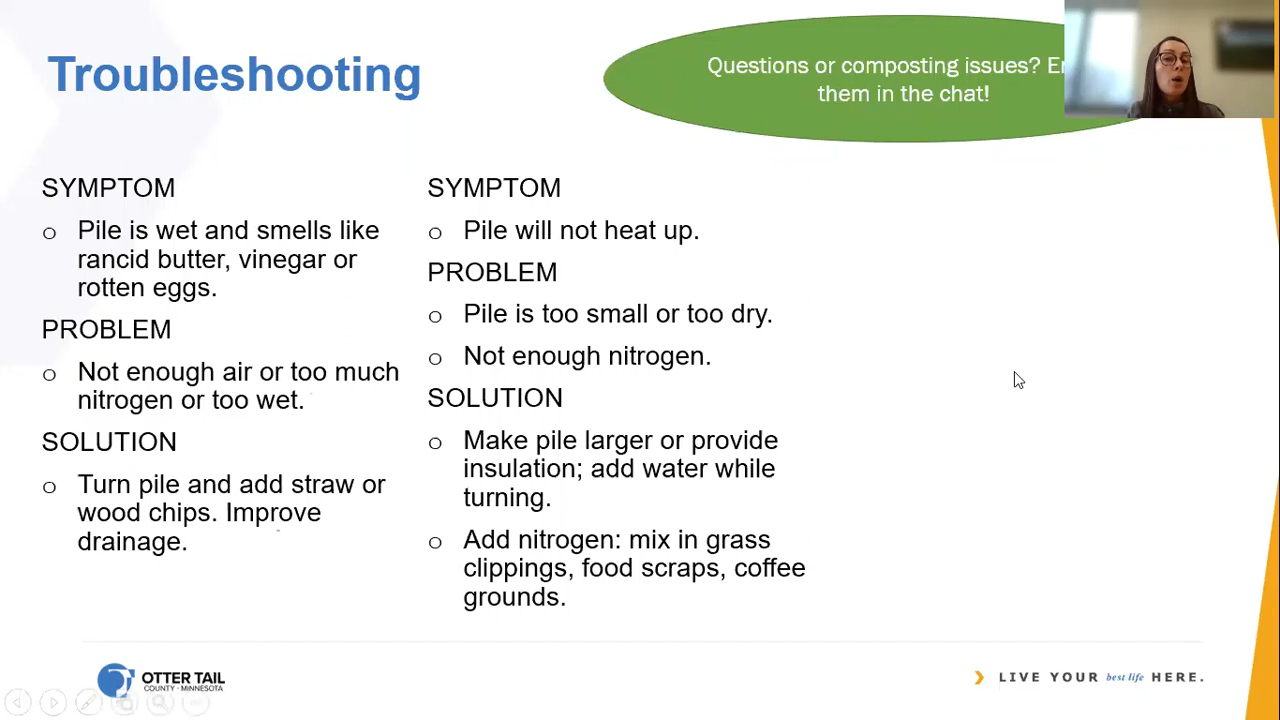 Troubleshooting
Questions or composting issues?
them in the chat!
SYMPTOM
o Pile is wet and smells like
rancid butter, vinegar or
rotten eggs.
PROBLEM
o Not enough air or too much
nitrogen or too wet.
SOLUTION
o Turn pile and add straw or
wood chips. Improve
drainage.
SYMPTOM
o Pile will not heat up.
PROBLEM
o Pile is too small or too dry.
o Not enough nitrogen.
SOLUTION
o Make pile larger or provide
insulation; add water while
turning.
o Add nitrogen: mix in grass
clippings, food scraps, coffee
grounds.
OTTER TAIL
COUNTY · MINNESOTA
LIVE YOUR best life HERE.